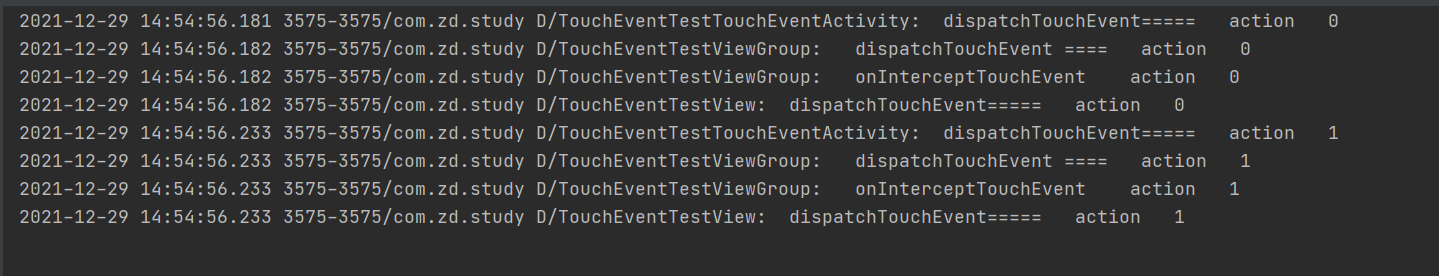 2021-12-29 14:54:56.181 3575-3575/com.zd.study D/TouchEventTestTouchEventActivity:  dispatchTouchEvent=====   action   0
2021-12-29 14:54:56.182 3575-3575/com.zd.study D/TouchEventTestViewGroup:   dispatchTouchEvent ====   action   0
2021-12-29 14:54:56.182 3575-3575/com.zd.study D/TouchEventTestViewGroup:   onInterceptTouchEvent    action   0
2021-12-29 14:54:56.182 3575-3575/com.zd.study D/TouchEventTestView:  dispatchTouchEvent=====   action   0
2021-12-29 14:54:56.233 3575-3575/com.zd.study D/TouchEventTestTouchEventActivity:  dispatchTouchEvent=====   action   1
2021-12-29 14:54:56.233 3575-3575/com.zd.study D/TouchEventTestViewGroup:   dispatchTouchEvent ====   action   1
2021-12-29 14:54:56.233 3575-3575/com.zd.study D/TouchEventTestViewGroup:   onInterceptTouchEvent    action   1
2021-12-29 14:54:56.233 3575-3575/com.zd.study D/TouchEventTestView:  dispatchTouchEvent=====   action   1